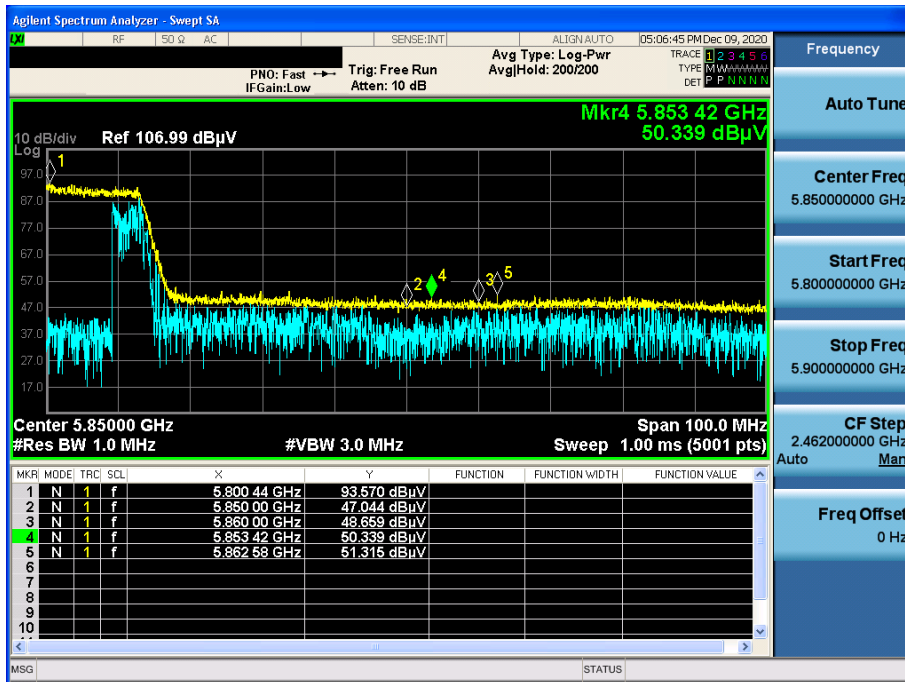 Agilent Spectrum Analyzer - Swept SA
LXI RF 50 Ω AC SENSE:INT ALIGN AUTO 05:06:45 PM Dec 09, 2020
PNO: Fast Trig: Free Run Avg Type: Log-Pwr TRACE 1 2 3 4 5 6
IFGain:Low Atten: 10 dB Avg|Hold: 200/200 TYPE M W W W W W
DET P P N N N N
Mkr4 5.853 42 GHz
50.339 dBµV
10 dB/div Ref 106.99 dBµV
Log
97.0
87.0
77.0
67.0
57.0
47.0
37.0
27.0
17.0
1
2
4
3
5
Center 5.85000 GHz Span 100.0 MHz
#Res BW 1.0 MHz #VBW 3.0 MHz Sweep 1.00 ms (5001 pts)
MKR MODE TRC SCL X Y FUNCTION FUNCTION WIDTH FUNCTION VALUE
1 N 1 f 5.800 44 GHz 93.570 dBµV
2 N 1 f 5.850 00 GHz 47.044 dBµV
3 N 1 f 5.860 00 GHz 48.659 dBµV
4 N 1 f 5.853 42 GHz 50.339 dBµV
5 N 1 f 5.862 58 GHz 51.315 dBµV
6
7
8
9
10
MSG STATUS
Frequency
Auto Tune
Center Freq
5.850000000 GHz
Start Freq
5.800000000 GHz
Stop Freq
5.900000000 GHz
CF Step
2.462000000 GHz
Auto Man
Freq Offset
0 Hz